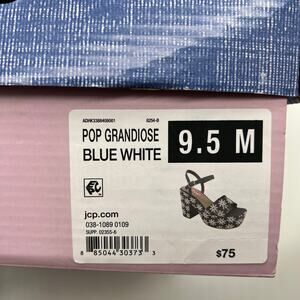 ADHK3388408061 8254-B
POP GRANDIOSE
BLUE WHITE
9.5 M
jcp.com
038-1089 0109
SUPP. 02355-6
8 85044 30373 3
$75